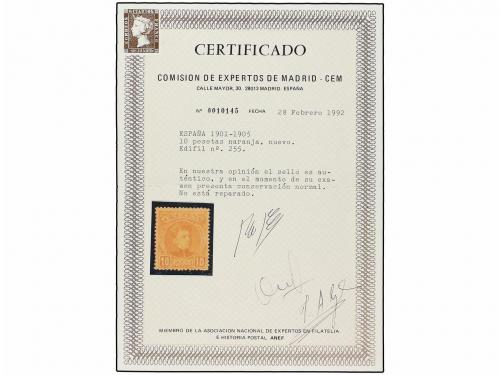 CERTIFICADO
COMISION DE EXPERTOS DE MADRID - CEM
CALLE MAYOR, 30. 28013 MADRID. ESPAÑA
Nº 0010145 FECHA 28 Febrero 1992
ESPAÑA 1901-1905
10 pesetas naranja, nuevo.
Edifil nº. 255.
En nuestra opinión el sello es au-
téntico, y en el momento de su exa-
men presenta conservación normal.
No está reparado.
10 10
MIEMBRO DE LA ASOCIACION NACIONAL DE EXPERTOS EN FILATELIA
E HISTORIA POSTAL ANEF.